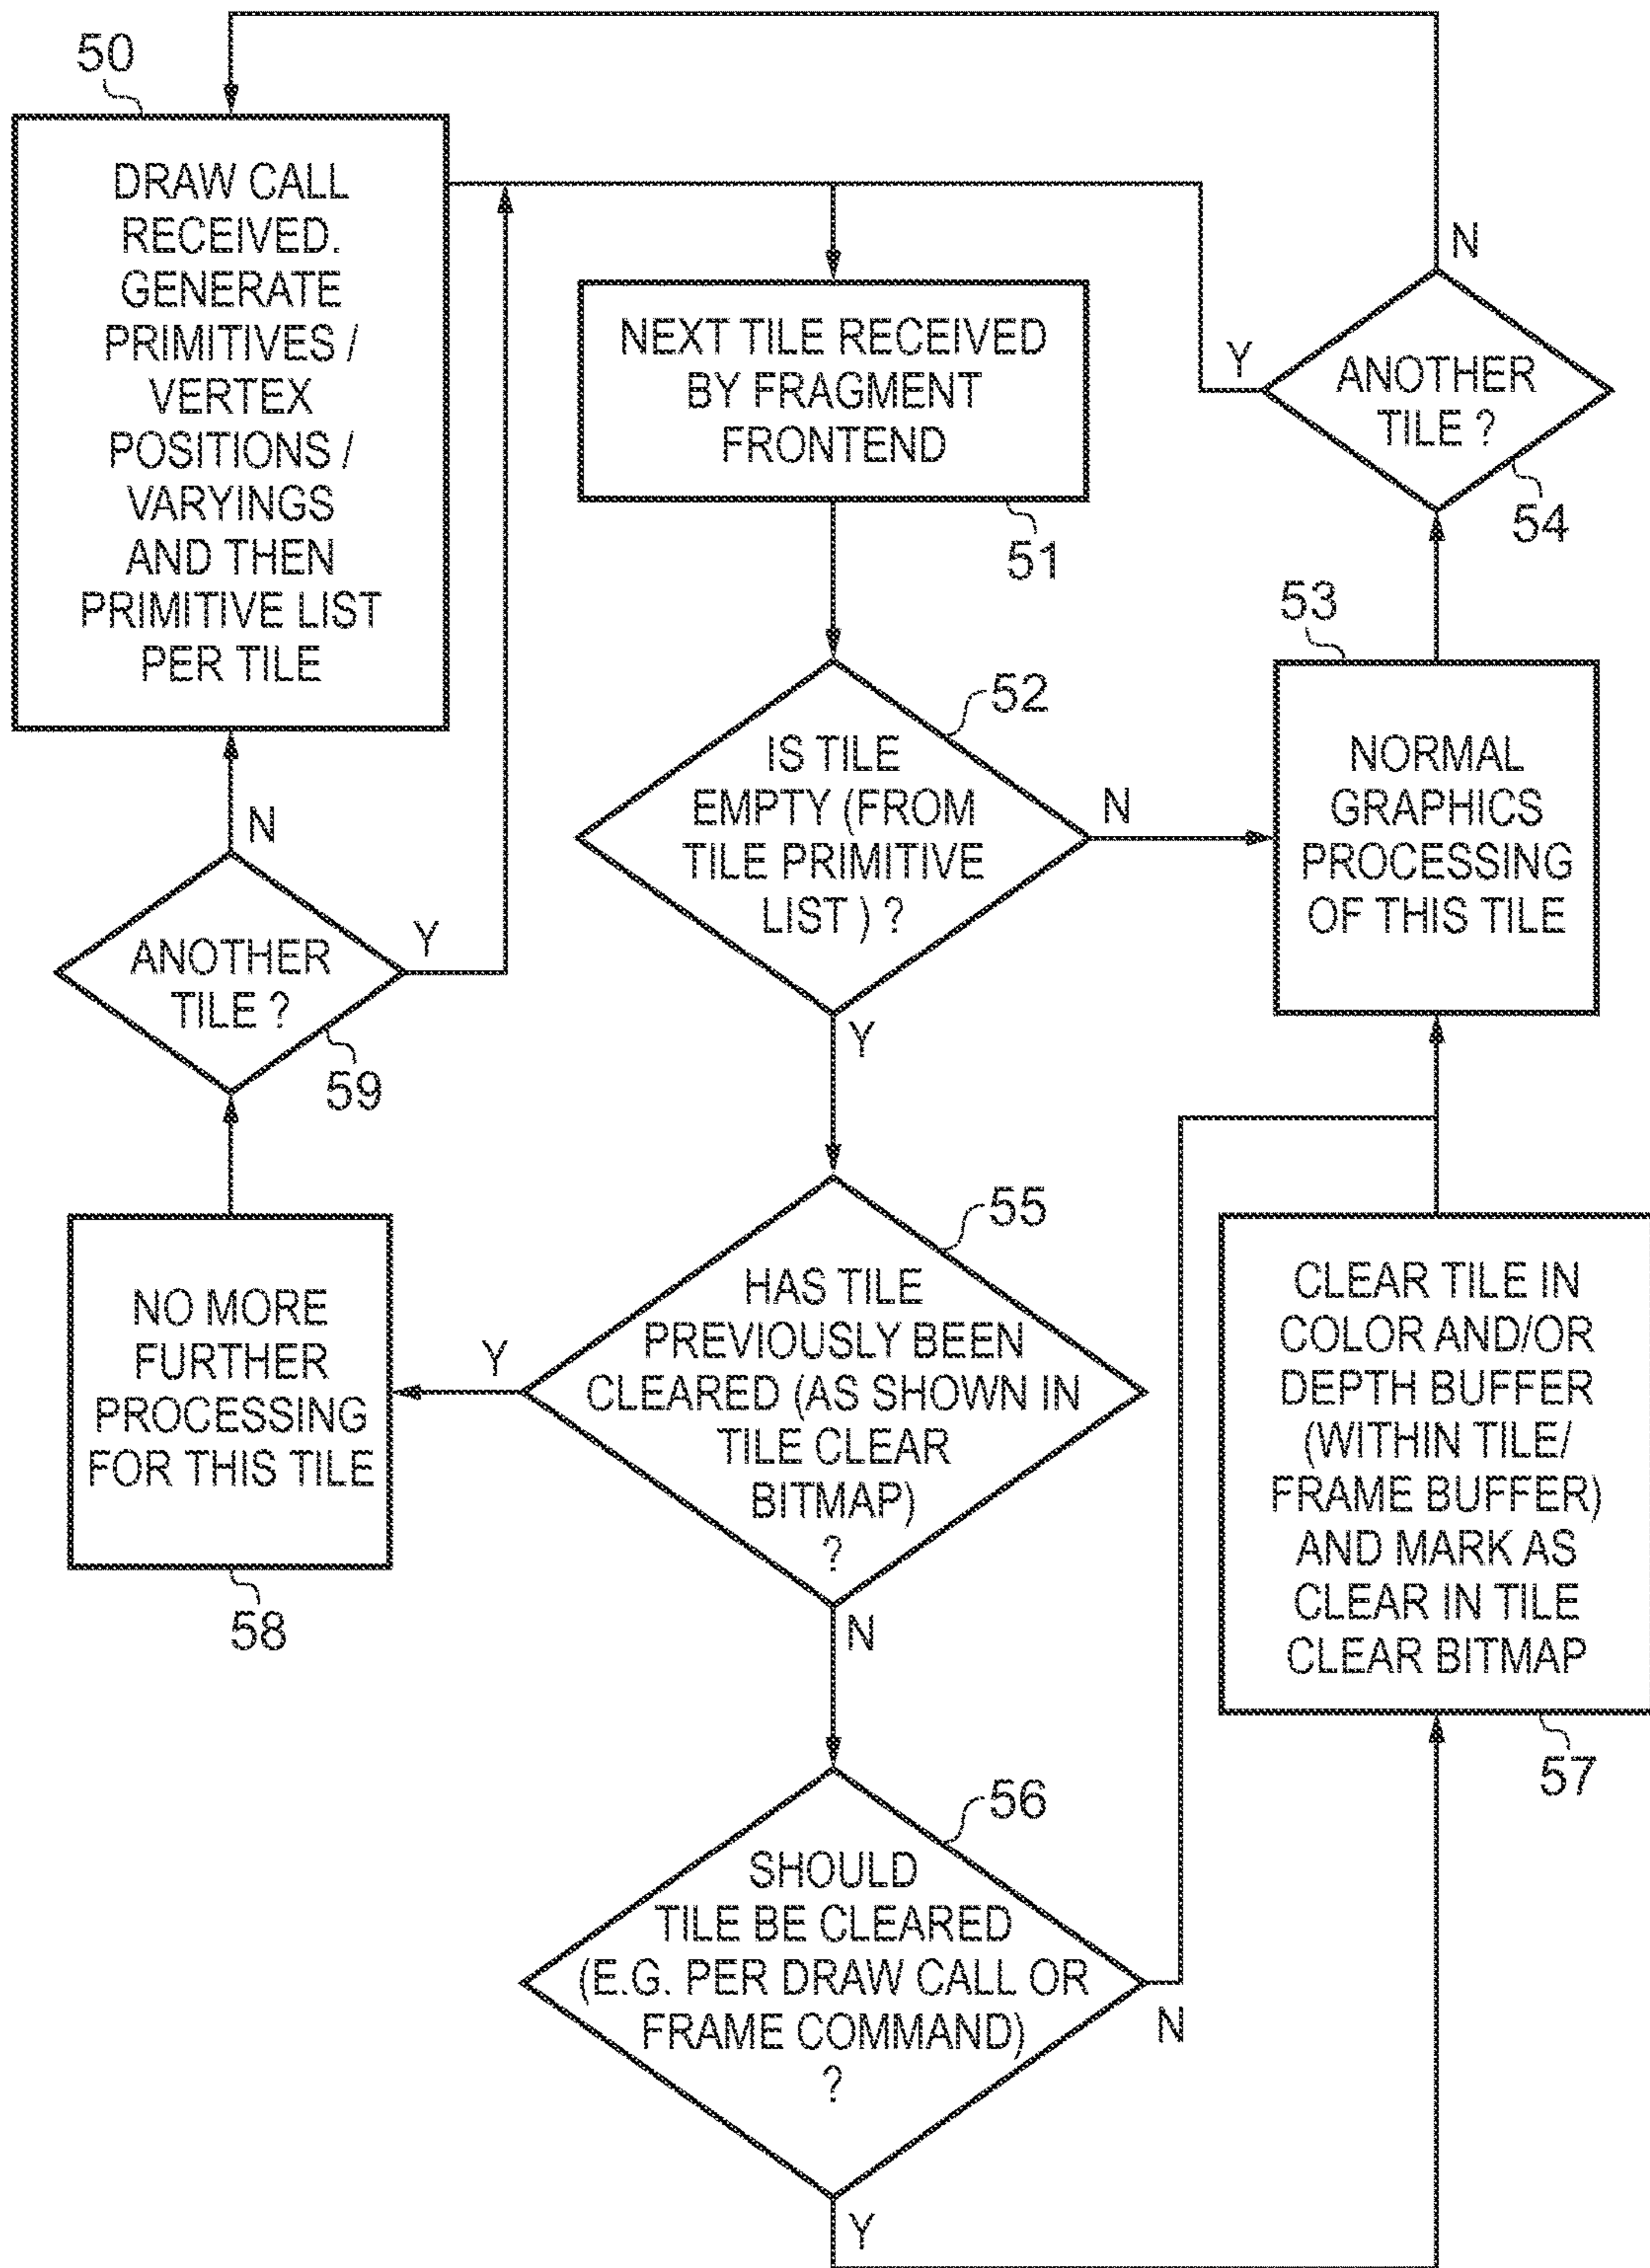 50
DRAW CALL
RECEIVED.
GENERATE
PRIMITIVES /
VERTEX
POSITIONS /
VARYINGS
AND THEN
PRIMITIVE LIST
PER TILE
NEXT TILE RECEIVED
BY FRAGMENT
FRONTEND
51
N
Y
ANOTHER
TILE ?
54
53
NORMAL
GRAPHICS
PROCESSING
OF THIS TILE
52
IS TILE
EMPTY (FROM
TILE PRIMITIVE
LIST ) ?
N
Y
N
ANOTHER
TILE ?
Y
59
55
HAS TILE
PREVIOUSLY BEEN
CLEARED (AS SHOWN IN
TILE CLEAR
BITMAP)
?
Y
N
NO MORE
FURTHER
PROCESSING
FOR THIS TILE
58
CLEAR TILE IN
COLOR AND/OR
DEPTH BUFFER
(WITHIN TILE/
FRAME BUFFER)
AND MARK AS
CLEAR IN TILE
CLEAR BITMAP
57
56
SHOULD
TILE BE CLEARED
(E.G. PER DRAW CALL OR
FRAME COMMAND)
?
N
Y